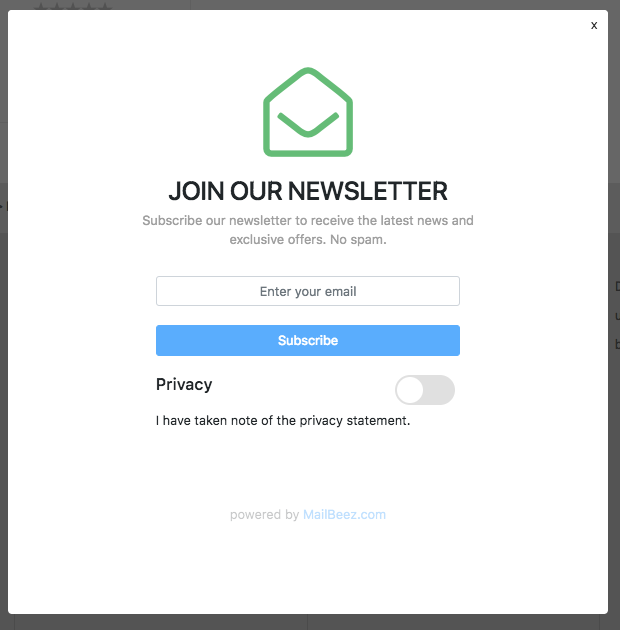 x
JOIN OUR NEWSLETTER
Subscribe our newsletter to receive the latest news and
exclusive offers. No spam.
Enter your email
Subscribe
Privacy
I have taken note of the privacy statement.
powered by MailBeez.com